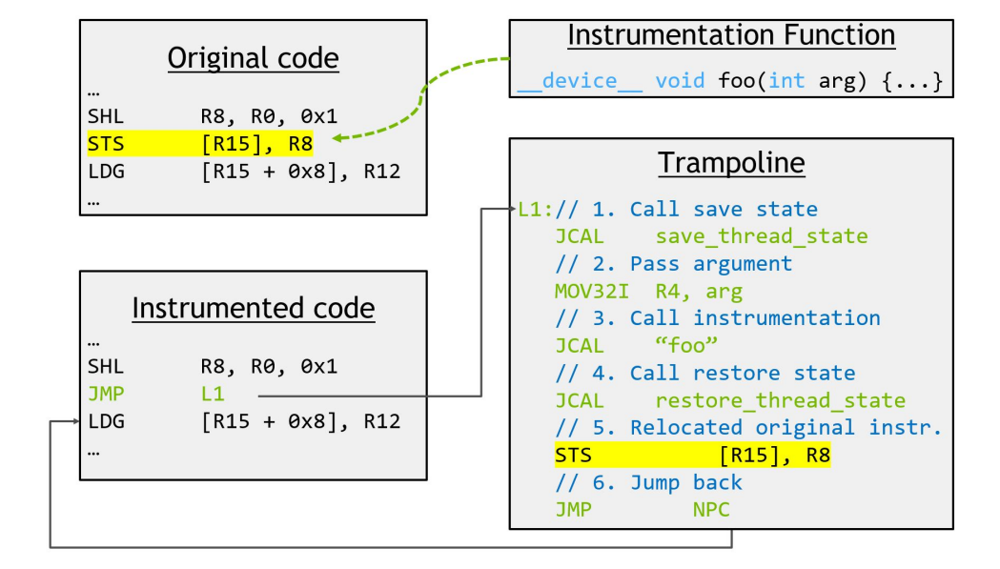 Original code
…
SHL R8, R0, 0x1
STS [R15], R8
LDG [R15 + 0x8], R12
…
Instrumentation Function
__device__ void foo(int arg) {...}
Instrumented code
…
SHL R8, R0, 0x1
JMP L1
LDG [R15 + 0x8], R12
…
Trampoline
L1:// 1. Call save state
JCAL save_thread_state
// 2. Pass argument
MOV32I R4, arg
// 3. Call instrumentation
JCAL “foo”
// 4. Call restore state
JCAL restore_thread_state
// 5. Relocated original instr.
STS [R15], R8
// 6. Jump back
JMP NPC